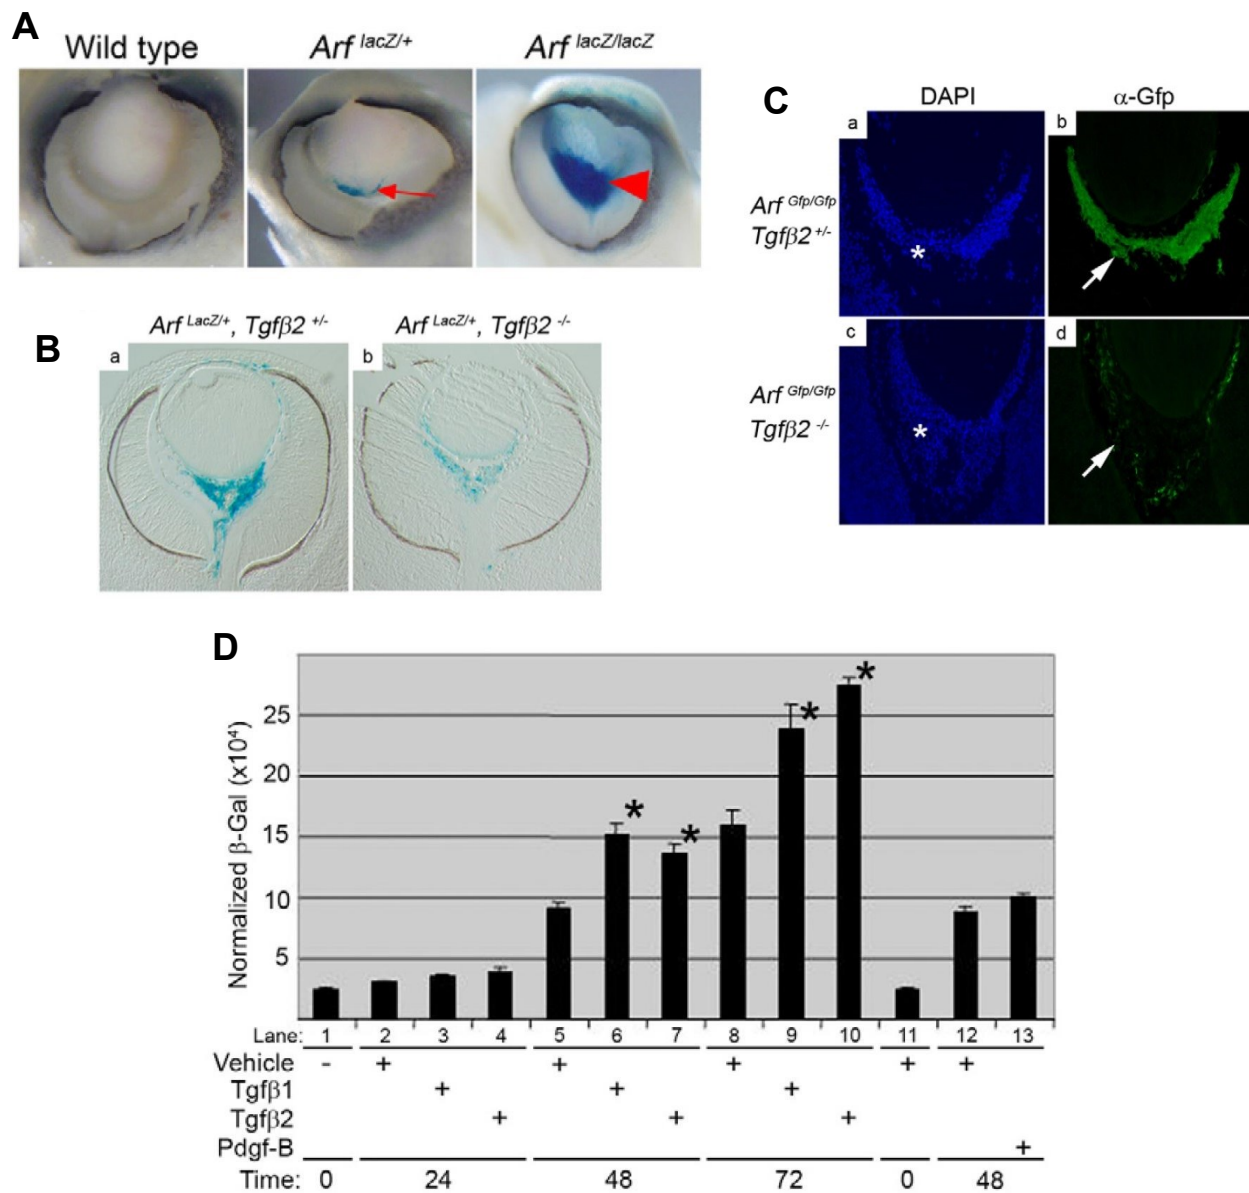 A
Wild type
Arf lacZ/+
Arf lacZ/lacZ
B
Arf LacZ/+, Tgfβ2 +/-
Arf LacZ/+, Tgfβ2 -/-
a
b
C
DAPI
α-Gfp
a
b
Arf Gfp/Gfp
Tgfβ2 +/-
*
c
d
Arf Gfp/Gfp
Tgfβ2 -/-
*
D
Normalized β-Gal (x10⁴)
25
20
15
10
5
* * * *
Lane: 1 2 3 4 5 6 7 8 9 10 11 12 13
Vehicle - + + + + +
Tgfβ1 + + +
Tgfβ2 + + +
Pdgf-B +
Time: 0 24 48 72 0 48